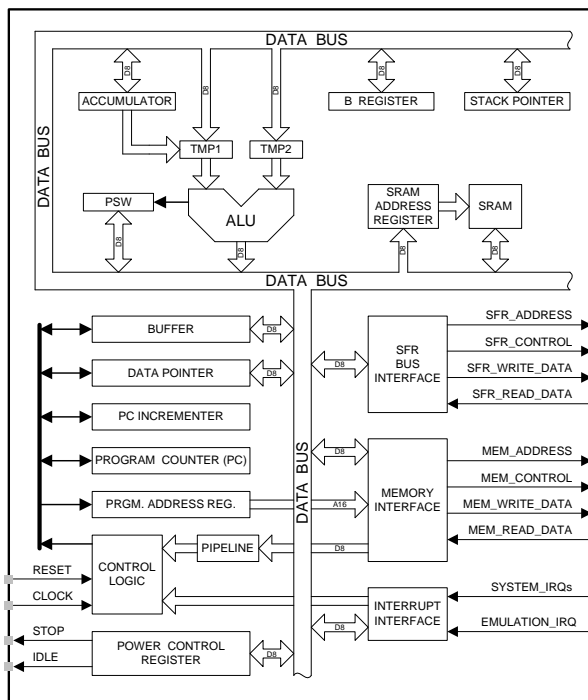 DATA BUS
D8
D8
D8
D8
D8
ACCUMULATOR
B REGISTER
STACK POINTER
DATA BUS
TMP1
TMP2
PSW
ALU
SRAM
ADDRESS
REGISTER
SRAM
D8
D8
D8
D8
DATA BUS
BUFFER
D8
DATA POINTER
D8
PC INCREMENTER
PROGRAM COUNTER (PC)
PRGM. ADDRESS REG.
A16
DATA BUS
D8
SFR
BUS
INTERFACE
SFR_ADDRESS
SFR_CONTROL
SFR_WRITE_DATA
SFR_READ_DATA
D8
MEMORY
INTERFACE
MEM_ADDRESS
MEM_CONTROL
MEM_WRITE_DATA
MEM_READ_DATA
CONTROL
LOGIC
PIPELINE
D8
RESET
CLOCK
INTERRUPT
INTERFACE
SYSTEM_IRQs
EMULATION_IRQ
D8
STOP
IDLE
POWER CONTROL
REGISTER
D8